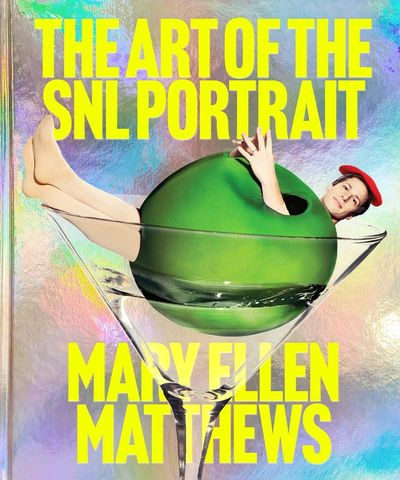 THE ART OF THE
SNL PORTRAIT
MARY ELLEN
MATTHEWS